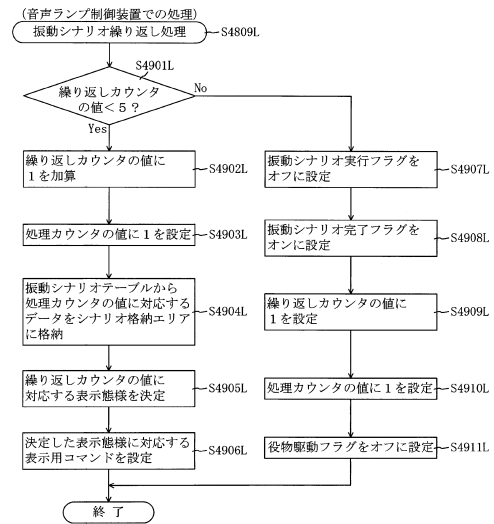 (音声ランプ制御装置での処理)
振動シナリオ繰り返し処理
S4809L
S4901L
繰り返しカウンタ
の値＜５？
No
Yes
繰り返しカウンタの値に
１を加算
S4902L
処理カウンタの値に１を設定
S4903L
振動シナリオテーブルから
処理カウンタの値に対応する
データをシナリオ格納エリア
に格納
S4904L
繰り返しカウンタの値に
対応する表示態様を決定
S4905L
決定した表示態様に対応する
表示用コマンドを設定
S4906L
振動シナリオ実行フラグを
オフに設定
S4907L
振動シナリオ完了フラグを
オンに設定
S4908L
繰り返しカウンタの値に
１を設定
S4909L
処理カウンタの値に１を設定
S4910L
役物駆動フラグをオフに設定
S4911L
終了